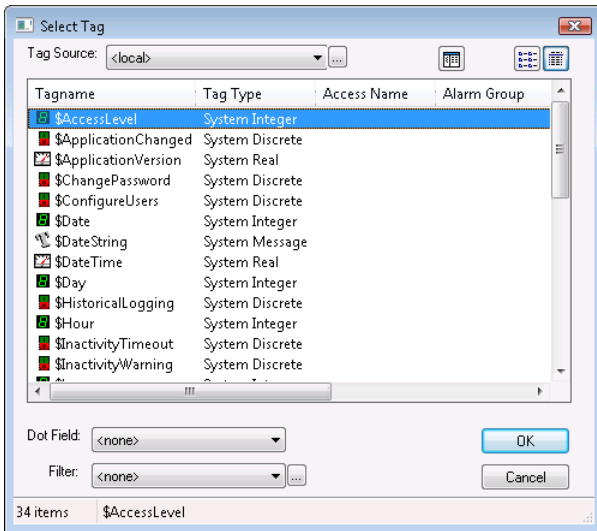 Select Tag
Tag Source: <local> ...
Tagname Tag Type Access Name Alarm Group
$AccessLevel System Integer
$ApplicationChanged System Discrete
$ApplicationVersion System Real
$ChangePassword System Discrete
$ConfigureUsers System Discrete
$Date System Integer
$DateString System Message
$DateTime System Real
$Day System Integer
$HistoricalLogging System Discrete
$Hour System Integer
$InactivityTimeout System Discrete
$InactivityWarning System Discrete
Dot Field: <none> OK
Filter: <none> ... Cancel
34 items $AccessLevel